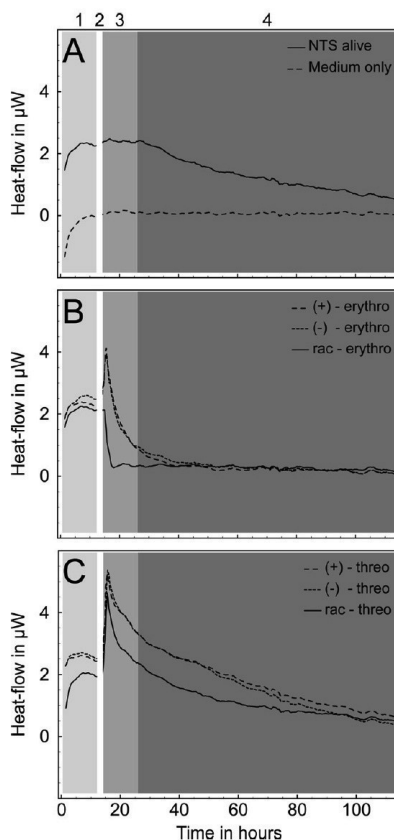 1 2 3 4
A
NTS alive
Medium only
Heat-flow in µW
4
2
0
B
(+) - erythro
(-) - erythro
rac - erythro
Heat-flow in µW
4
2
0
C
(+) - threo
(-) - threo
rac - threo
Heat-flow in µW
4
2
0
0 20 40 60 80 100
Time in hours